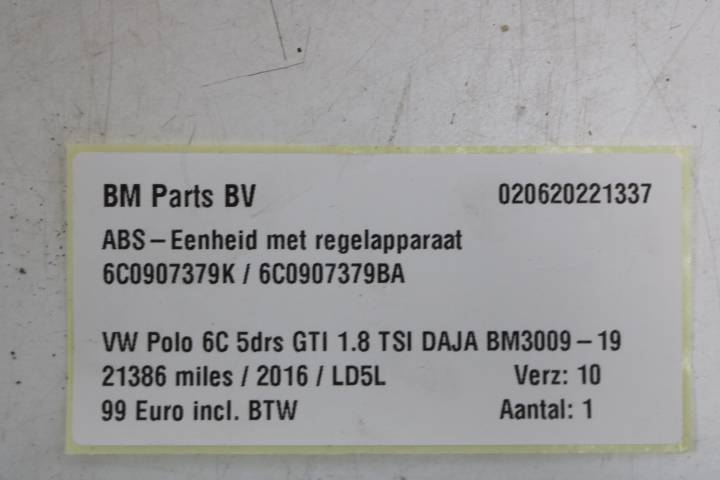 BM Parts BV 020620221337
ABS-Eenheid met regelapparaat
6C0907379K / 6C0907379BA
VW Polo 6C 5drs GTI 1.8 TSI DAJA BM3009-19
21386 miles / 2016 / LD5L Verz: 10
99 Euro incl. BTW Aantal: 1